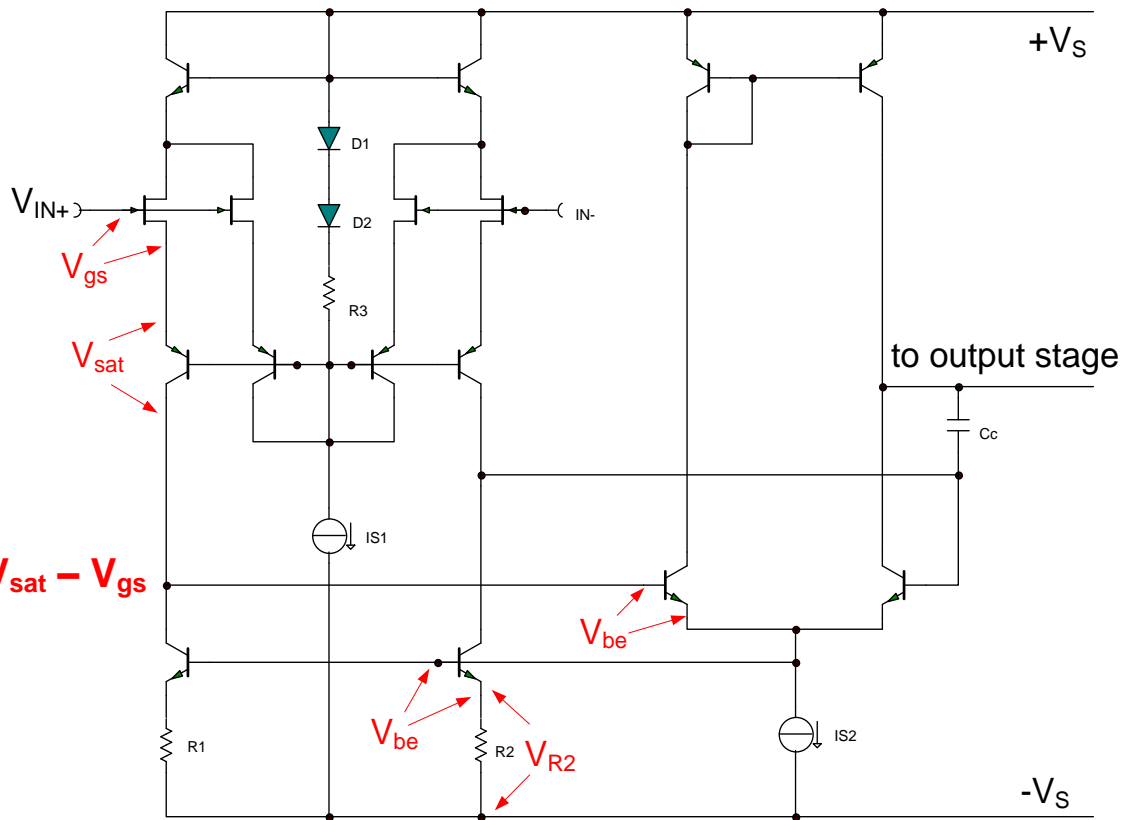 +VS
D1
VIN+
D2
IN-
Vgs
R3
Vsat
to output stage
Cc
IS1
sat – Vgs
Vbe
Vbe
R1
R2
VR2
IS2
-VS